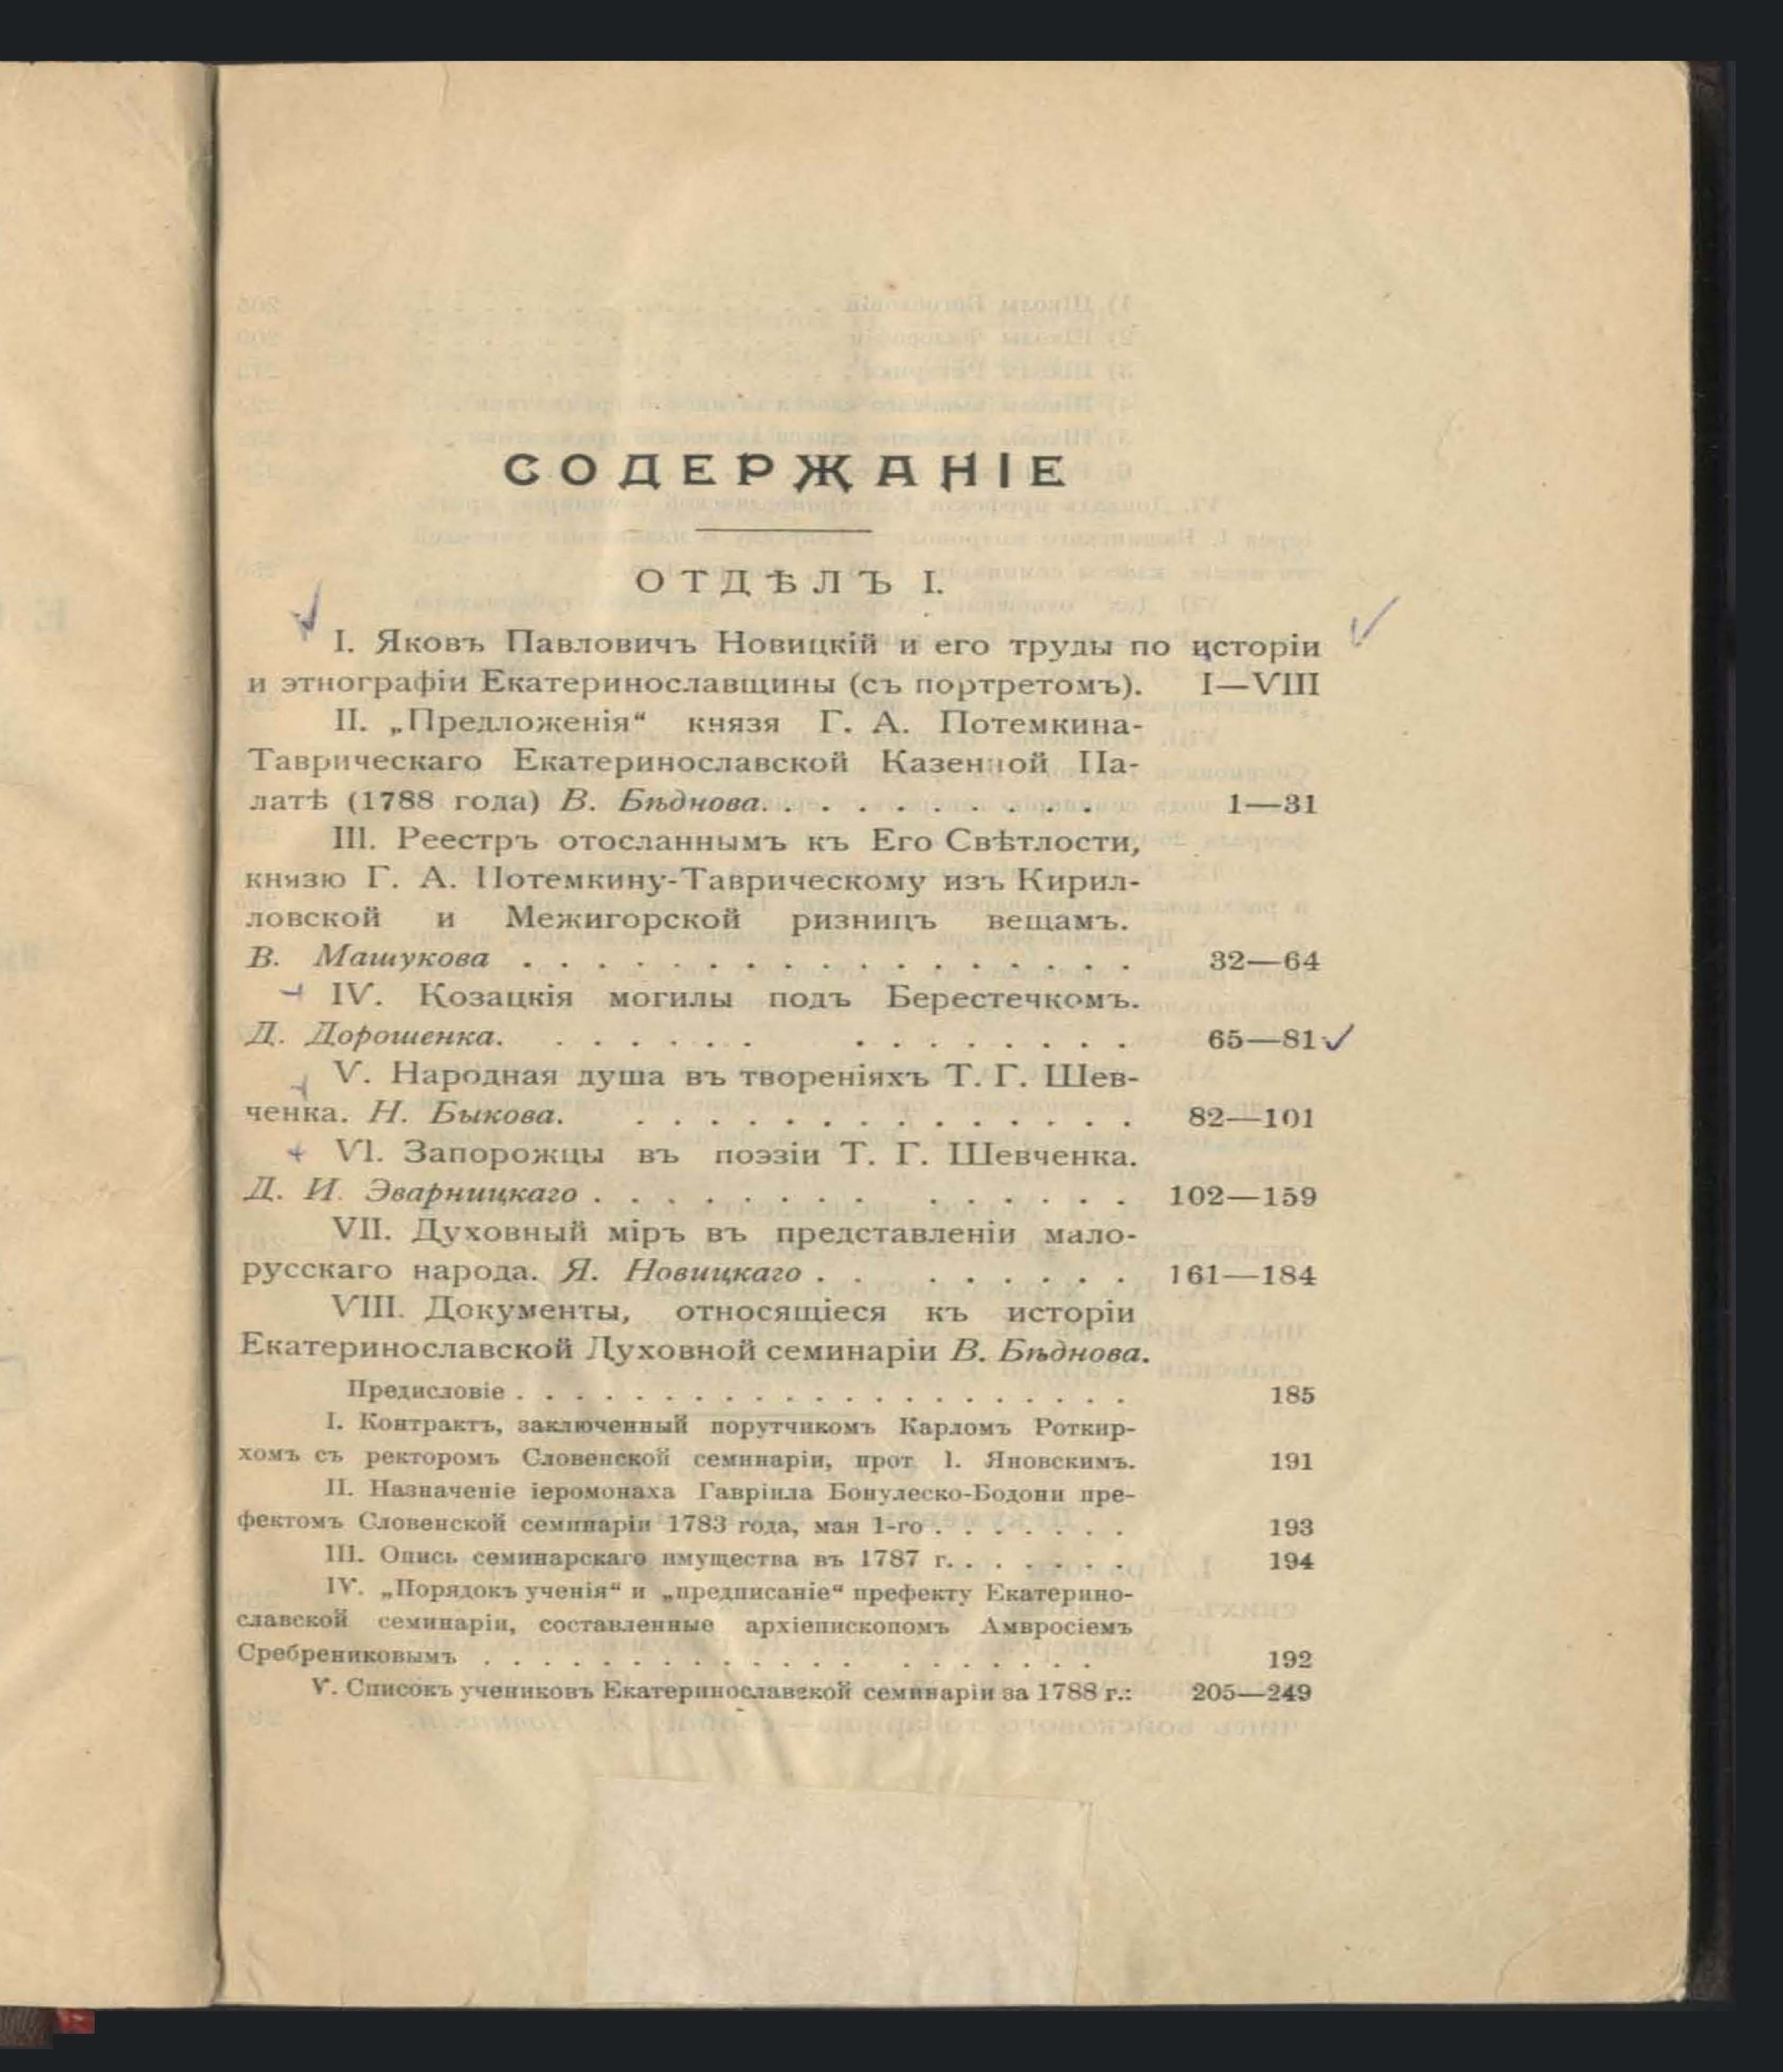 СОДЕРЖАНІЕ
ОТДѢЛЪ I.
I. Яковъ Павловичъ Новицкій и его труды по исторіи
и этнографіи Екатеринославщины (съ портретомъ). I—VIII
II. „Предложенія“ князя Г. А. Потемкина-
Таврическаго Екатеринославской Казенной Па-
латѣ (1788 года) В. Бѣднова. . . . . . . . . . 1—31
III. Реестръ отосланнымъ къ Его Свѣтлости,
князю Г. А. Потемкину-Таврическому изъ Кирил-
ловской и Межигорской ризницъ вещамъ.
В. Машукова . . . . . . . . . . . . . . . . . 32—64
IV. Козацкія могилы подъ Берестечкомъ.
Д. Дорошенка. . . . . . . . . . . . . . . 65—81
V. Народная душа въ твореніяхъ Т. Г. Шев-
ченка. Н. Быкова. . . . . . . . . . . . . . . 82—101
VI. Запорожцы въ поэзіи Т. Г. Шевченка.
Д. И. Эварницкаго . . . . . . . . . . . . . . 102—159
VII. Духовный міръ въ представленіи мало-
русскаго народа. Я. Новицкаго . . . . . . . . 161—184
VIII. Документы, относящіеся къ исторіи
Екатеринославской Духовной семинаріи В. Бѣднова.
Предисловіе . . . . . . . . . . . . . . . . . 185
I. Контрактъ, заключенный порутчикомъ Карломъ Роткир-
хомъ съ ректоромъ Словенской семинаріи, прот I. Яновскимъ. 191
II. Назначеніе іеромонаха Гавріила Бонулеско-Бодони пре-
фектомъ Словенской семинаріи 1783 года, мая 1-го . . . . . . . 193
III. Опись семинарскаго имущества въ 1787 г. . . . . . . 194
IV. „Порядокъ ученія“ и „предписаніе“ префекту Екатерино-
славской семинаріи, составленные архіепископомъ Амвросіемъ
Сребрениковымъ . . . . . . . . . . . . . . . . 192
V. Списокъ учениковъ Екатеринославской семинаріи за 1788 г.: 205—249